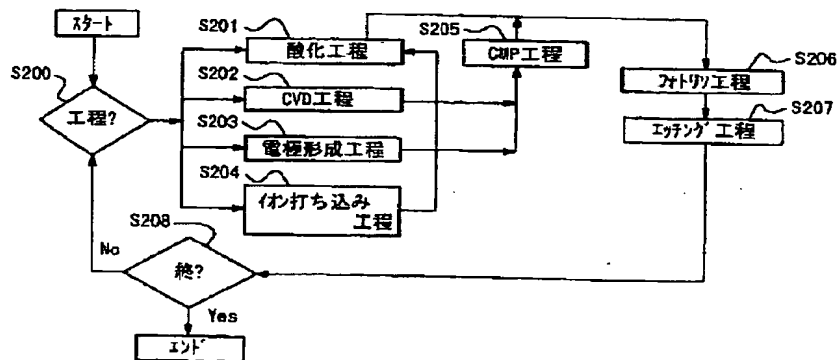 スタート
S200
工程?
S201
酸化工程
S202
CVD工程
S203
電極形成工程
S204
イオン打ち込み
工程
S205
CMP工程
S206
フォトリソ工程
S207
エッチング工程
S208
終?
No
Yes
エンド